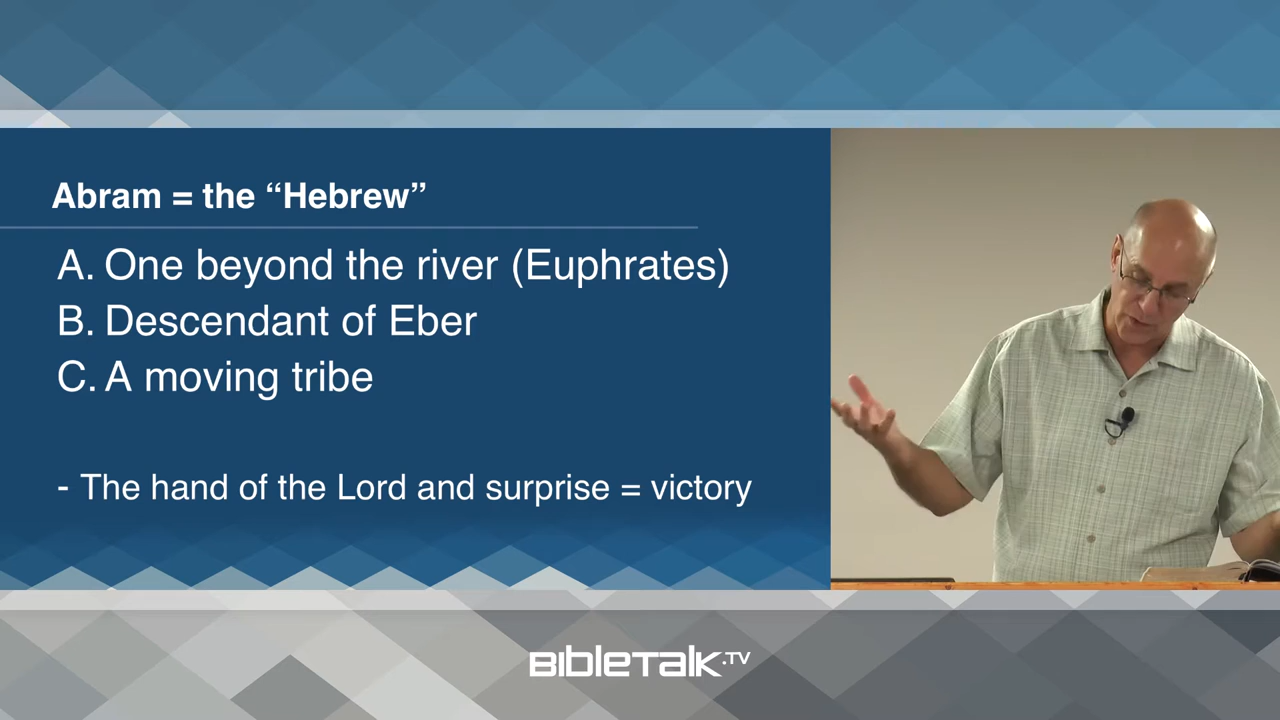 Abram = the “Hebrew”
A. One beyond the river (Euphrates)
B. Descendant of Eber
C. A moving tribe
- The hand of the Lord and surprise = victory
BIBLETALK.TV